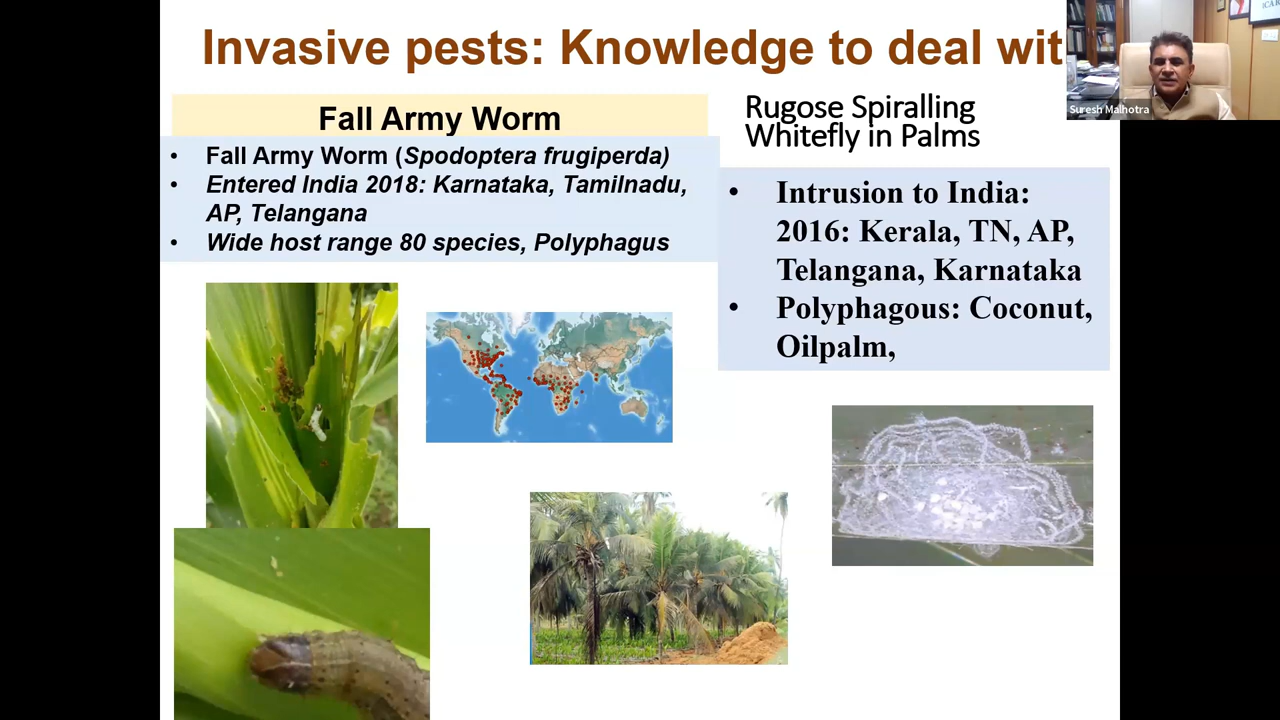 Invasive pests: Knowledge to deal wit
Suresh Malhotra
ICAR
Fall Army Worm
• Fall Army Worm (Spodoptera frugiperda)
• Entered India 2018: Karnataka, Tamilnadu,
AP, Telangana
• Wide host range 80 species, Polyphagus
Rugose Spiralling
Whitefly in Palms
• Intrusion to India:
2016: Kerala, TN, AP,
Telangana, Karnataka
• Polyphagous: Coconut,
Oilpalm,